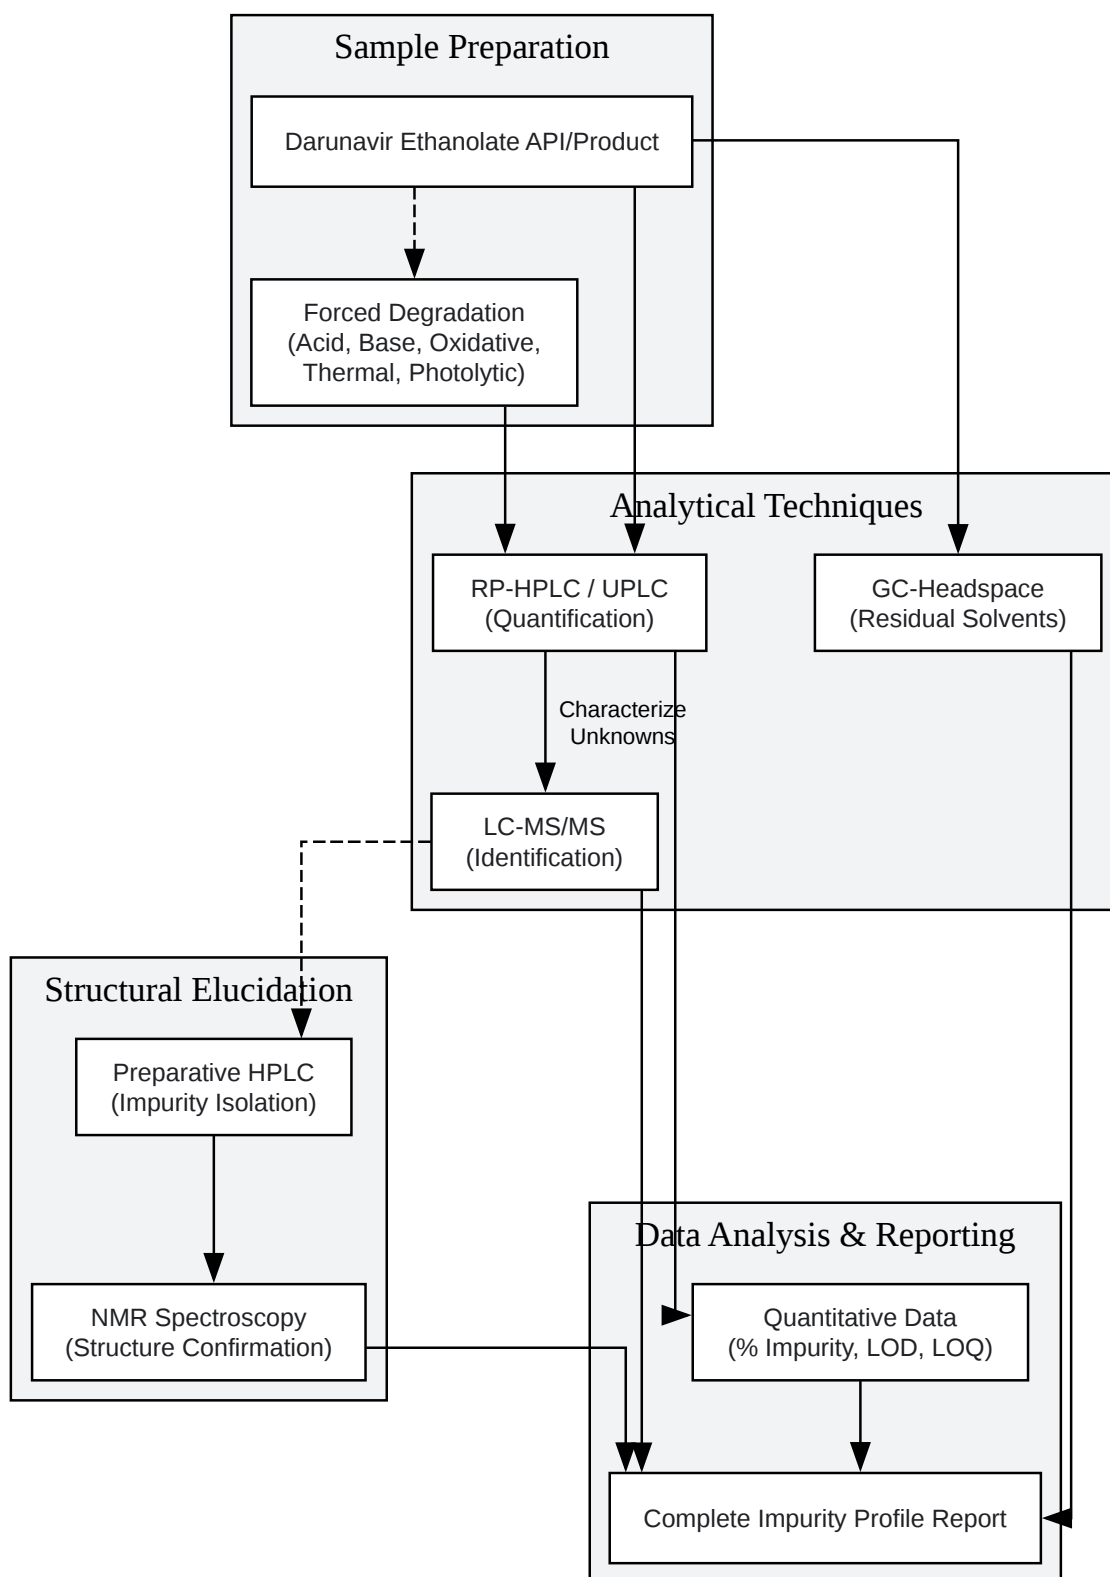 Sample Preparation
Darunavir Ethanolate API/Product
Forced Degradation
(Acid, Base, Oxidative,
Thermal, Photolytic)
Analytical Techniques
RP-HPLC / UPLC
(Quantification)
GC-Headspace
(Residual Solvents)
Characterize
Unknowns
LC-MS/MS
(Identification)
Structural Elucidation
Preparative HPLC
(Impurity Isolation)
NMR Spectroscopy
(Structure Confirmation)
Data Analysis & Reporting
Quantitative Data
(% Impurity, LOD, LOQ)
Complete Impurity Profile Report